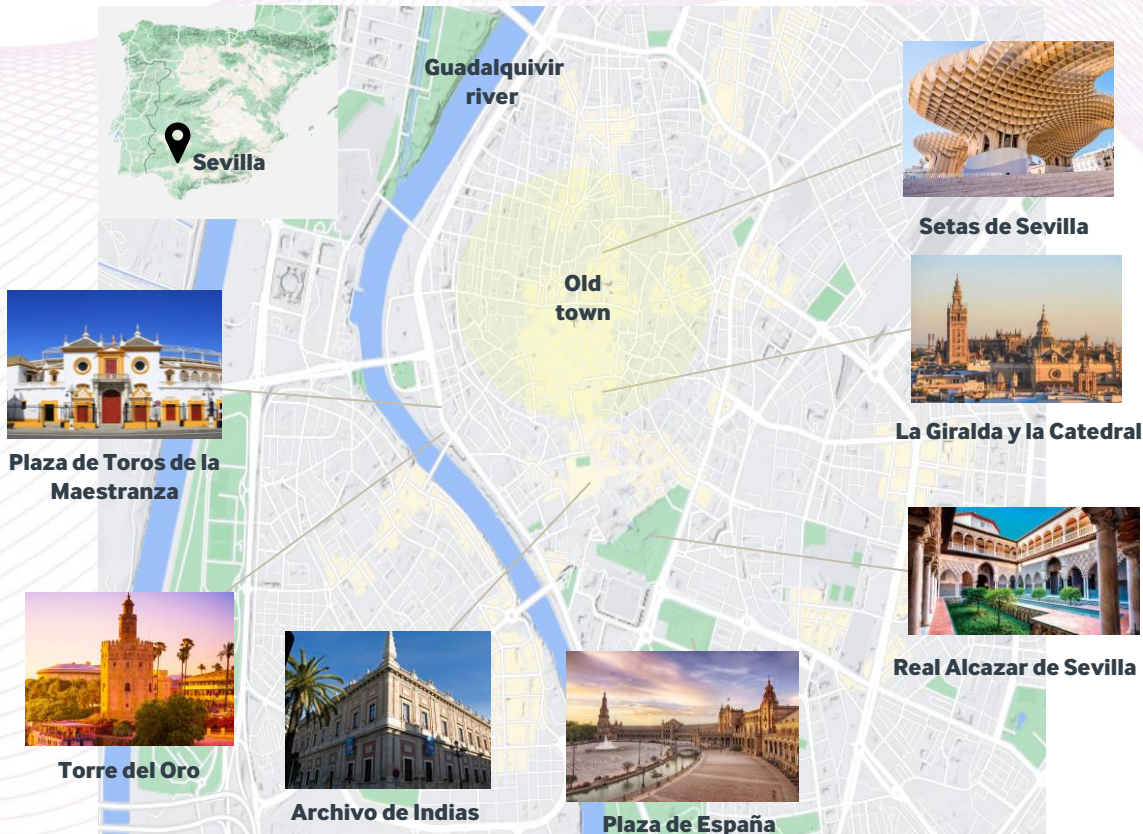 Guadalquivir
river
Sevilla
Setas de Sevilla
Old
town
La Giralda y la Catedral
Plaza de Toros de la
Maestranza
Real Alcazar de Sevilla
Torre del Oro
Archivo de Indias
Plaza de España